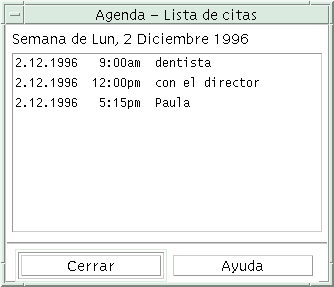 Agenda – Lista de citas
Semana de Lun, 2 Diciembre 1996
2.12.1996 9:00am dentista
2.12.1996 12:00pm con el director
2.12.1996 5:15pm Paula
Cerrar Ayuda